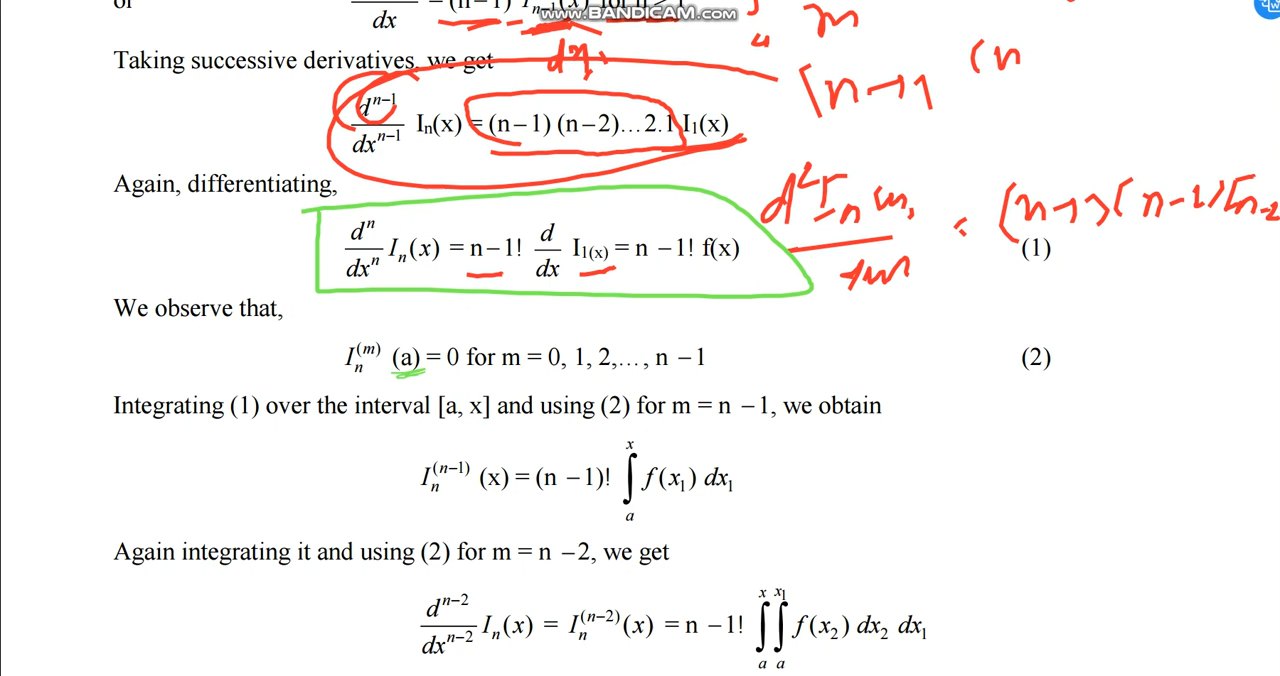 dx = (n−1) I_{n−1}(x) for n
WWW.BANDICAM.COM
Taking successive derivatives, we get
d^{n−1}/dx^{n−1} I_n(x) = (n−1) (n−2)…2.1 I_1(x)
[n−1 (n
Again, differentiating,
d^n/dx^n I_n(x) = n−1! d/dx I_{1(x)} = n −1! f(x) (1)
We observe that,
I_n^{(m)} (a) = 0 for m = 0, 1, 2,…, n −1 (2)
Integrating (1) over the interval [a, x] and using (2) for m = n −1, we obtain
I_n^{(n−1)} (x) = (n −1)! ∫_a^x f(x_1) dx_1
Again integrating it and using (2) for m = n −2, we get
d^{n−2}/dx^{n−2} I_n(x) = I_n^{(n−2)}(x) = n −1! ∫_a^x ∫_a^{x_1} f(x_2) dx_2 dx_1